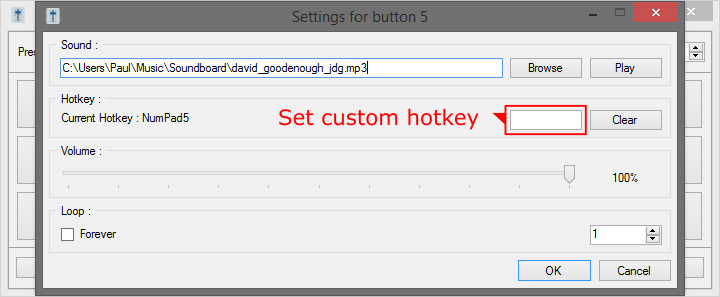 Settings for button 5
Sound :
C:\Users\Paul\Music\Soundboard\david_goodenough_jdg.mp3
Browse
Play
Hotkey :
Current Hotkey : NumPad5
Set custom hotkey
Clear
Volume :
100%
Loop :
Forever
1
OK
Cancel